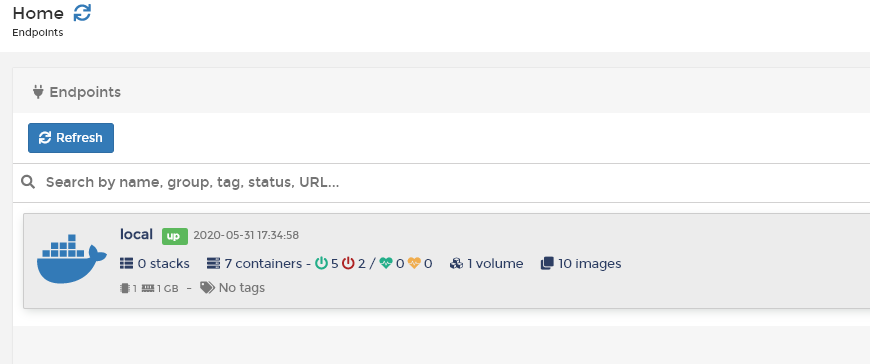 Home
Endpoints
Endpoints
Refresh
Search by name, group, tag, status, URL...
local up 2020-05-31 17:34:58
0 stacks 7 containers - 5 2 / 0 0 1 volume 10 images
1 1 GB - No tags